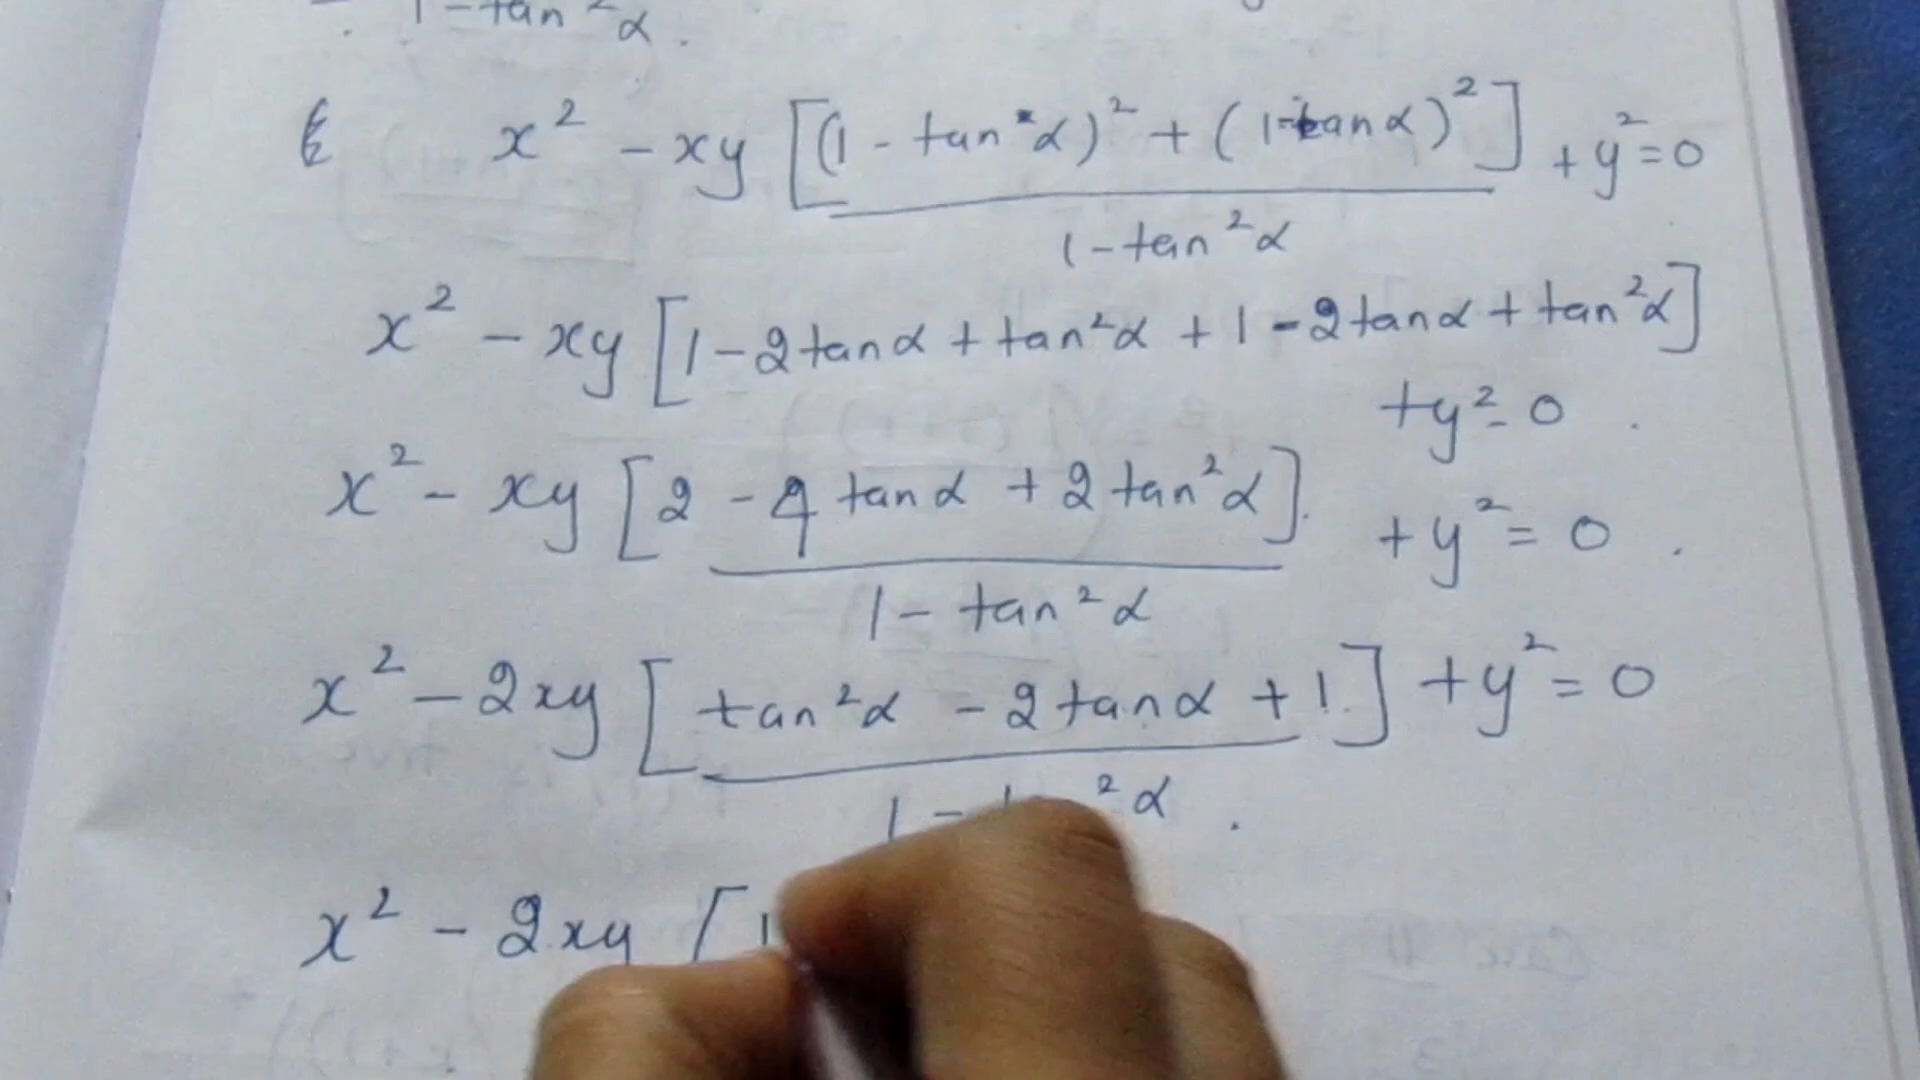 1 - tan²α.
x² - xy [(1 - tan²α)² + (1-tanα)²] + y² = 0
1 - tan²α
x² - xy [1 - 2tanα + tan²α + 1 - 2tanα + tan²α]
+y² = 0.
x² - xy [2 - 4 tanα + 2 tan²α] + y² = 0.
1 - tan²α
x² - 2xy [tan²α - 2tanα + 1] + y² = 0
1 - ²α.
x² - 2xy [1